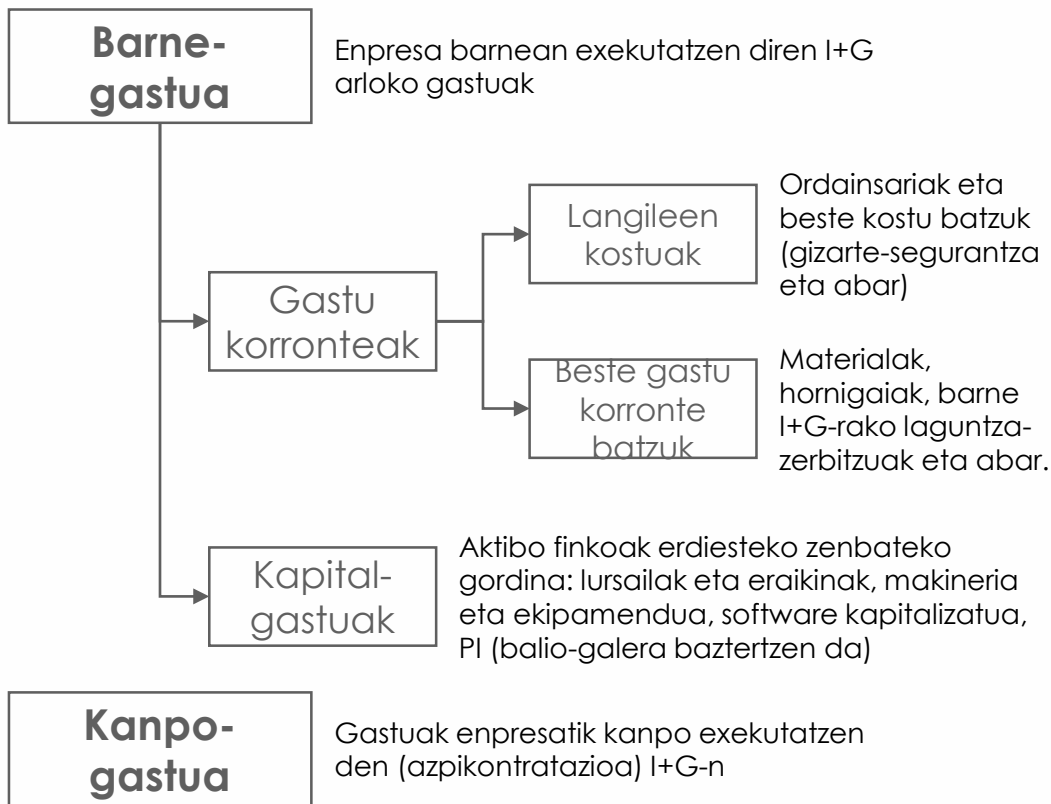 Barne-
gastua
Enpresa barnean exekutatzen diren I+G
arloko gastuak
Langileen
kostuak
Ordainsariak eta
beste kostu batzuk
(gizarte-segurantza
eta abar)
Gastu
korronteak
Beste gastu
korronte
batzuk
Materialak,
hornigaiak, barne
I+G-rako laguntza-
zerbitzuak eta abar.
Kapital-
gastuak
Aktibo finkoak erdiesteko zenbateko
gordina: lursailak eta eraikinak, makineria
eta ekipamendua, software kapitalizatua,
PI (balio-galera baztertzen da)
Kanpo-
gastua
Gastuak enpresatik kanpo exekutatzen
den (azpikontratazioa) I+G-n